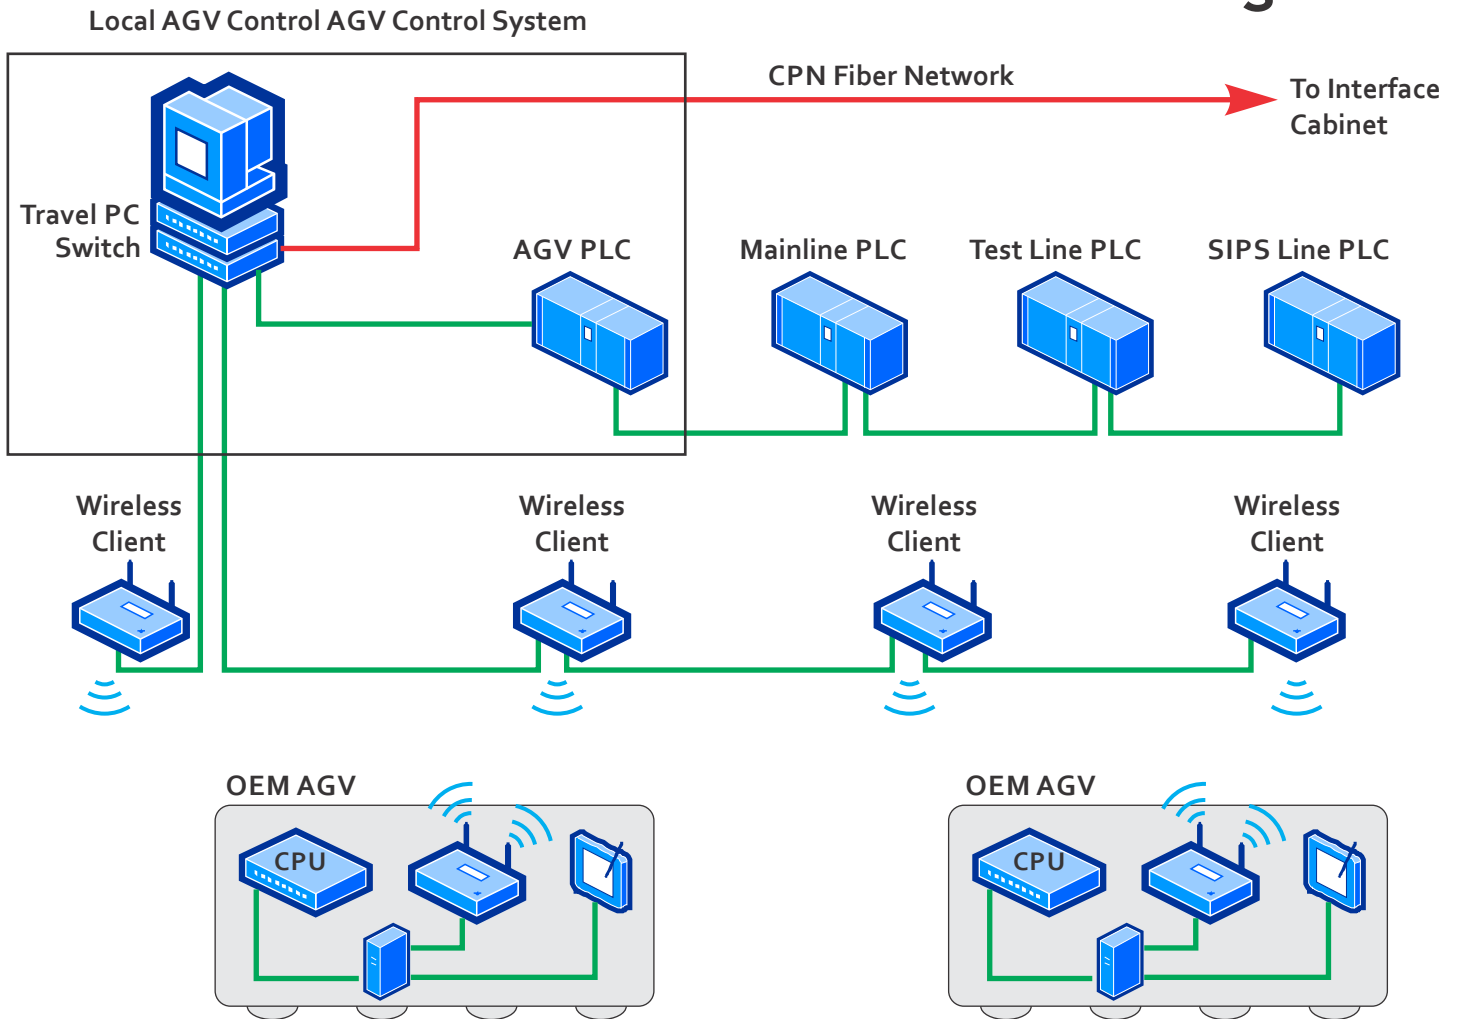 Local AGV Control AGV Control System
CPN Fiber Network
To Interface
Cabinet
Travel PC
Switch
AGV PLC
Mainline PLC
Test Line PLC
SIPS Line PLC
Wireless
Client
Wireless
Client
Wireless
Client
Wireless
Client
OEM AGV
CPU
OEM AGV
CPU